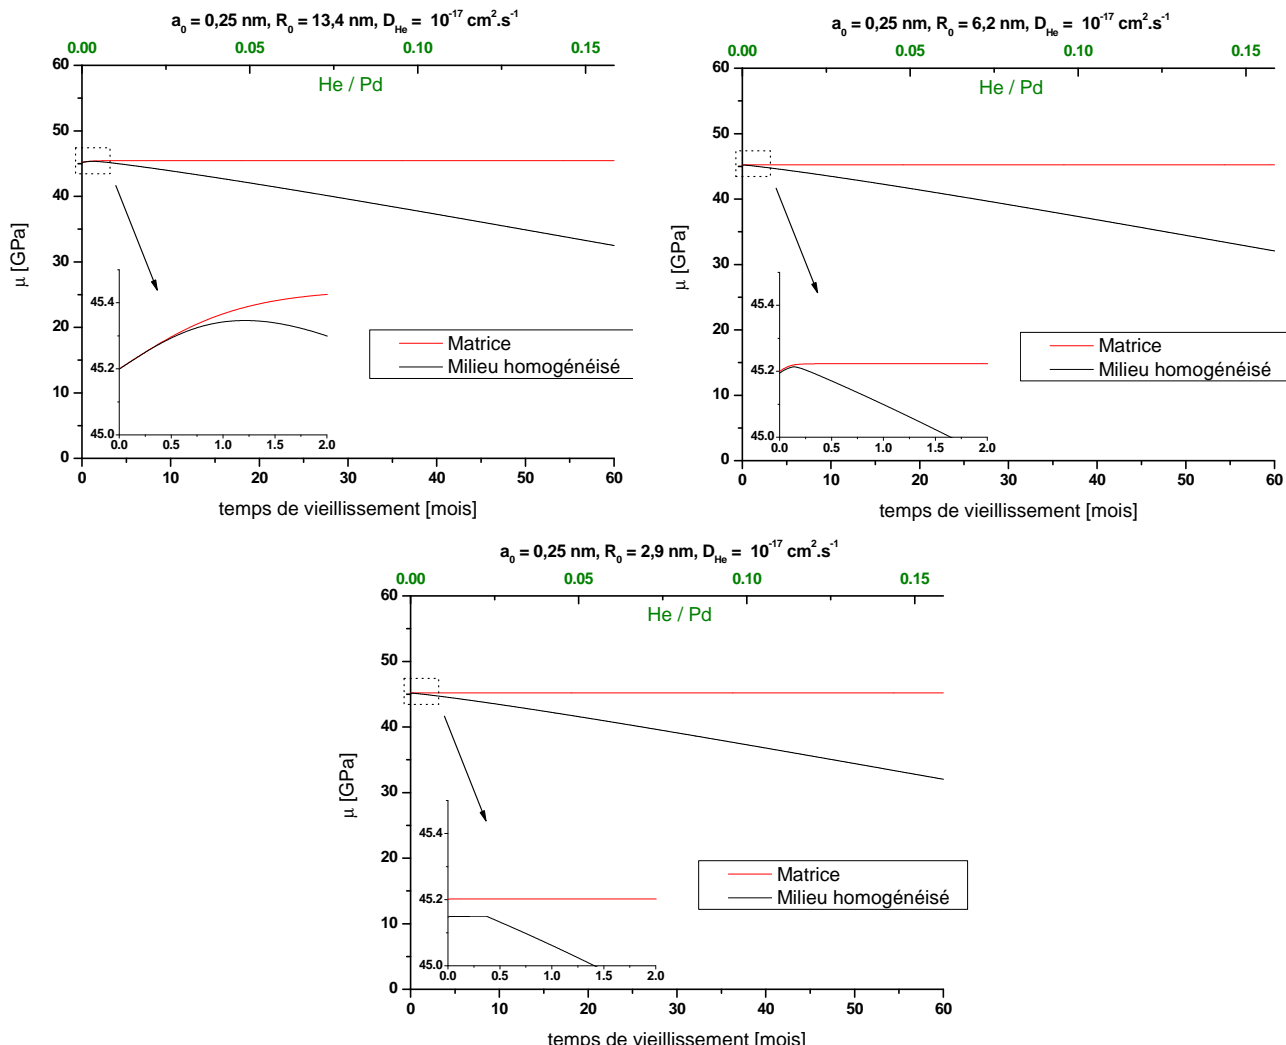 a₀ = 0,25 nm, R₀ = 13,4 nm, D_He = 10⁻¹⁷ cm².s⁻¹
0.00 0.05 0.10 0.15
He / Pd
60
50
40
30
20
10
0
µ [GPa]
45.4
45.2
45.0
0.0 0.5 1.0 1.5 2.0
Matrice
Milieu homogénéisé
0 10 20 30 40 50 60
temps de vieillissement [mois]
a₀ = 0,25 nm, R₀ = 6,2 nm, D_He = 10⁻¹⁷ cm².s⁻¹
0.00 0.05 0.10 0.15
He / Pd
60
50
40
30
20
10
0
µ [GPa]
45.4
45.2
45.0
0.0 0.5 1.0 1.5 2.0
Matrice
Milieu homogénéisé
0 10 20 30 40 50 60
temps de vieillissement [mois]
a₀ = 0,25 nm, R₀ = 2,9 nm, D_He = 10⁻¹⁷ cm².s⁻¹
0.00 0.05 0.10 0.15
He / Pd
60
50
40
30
20
10
0
µ [GPa]
45.4
45.2
45.0
0.0 0.5 1.0 1.5 2.0
Matrice
Milieu homogénéisé
0 10 20 30 40 50 60
temps de vieillissement [mois]